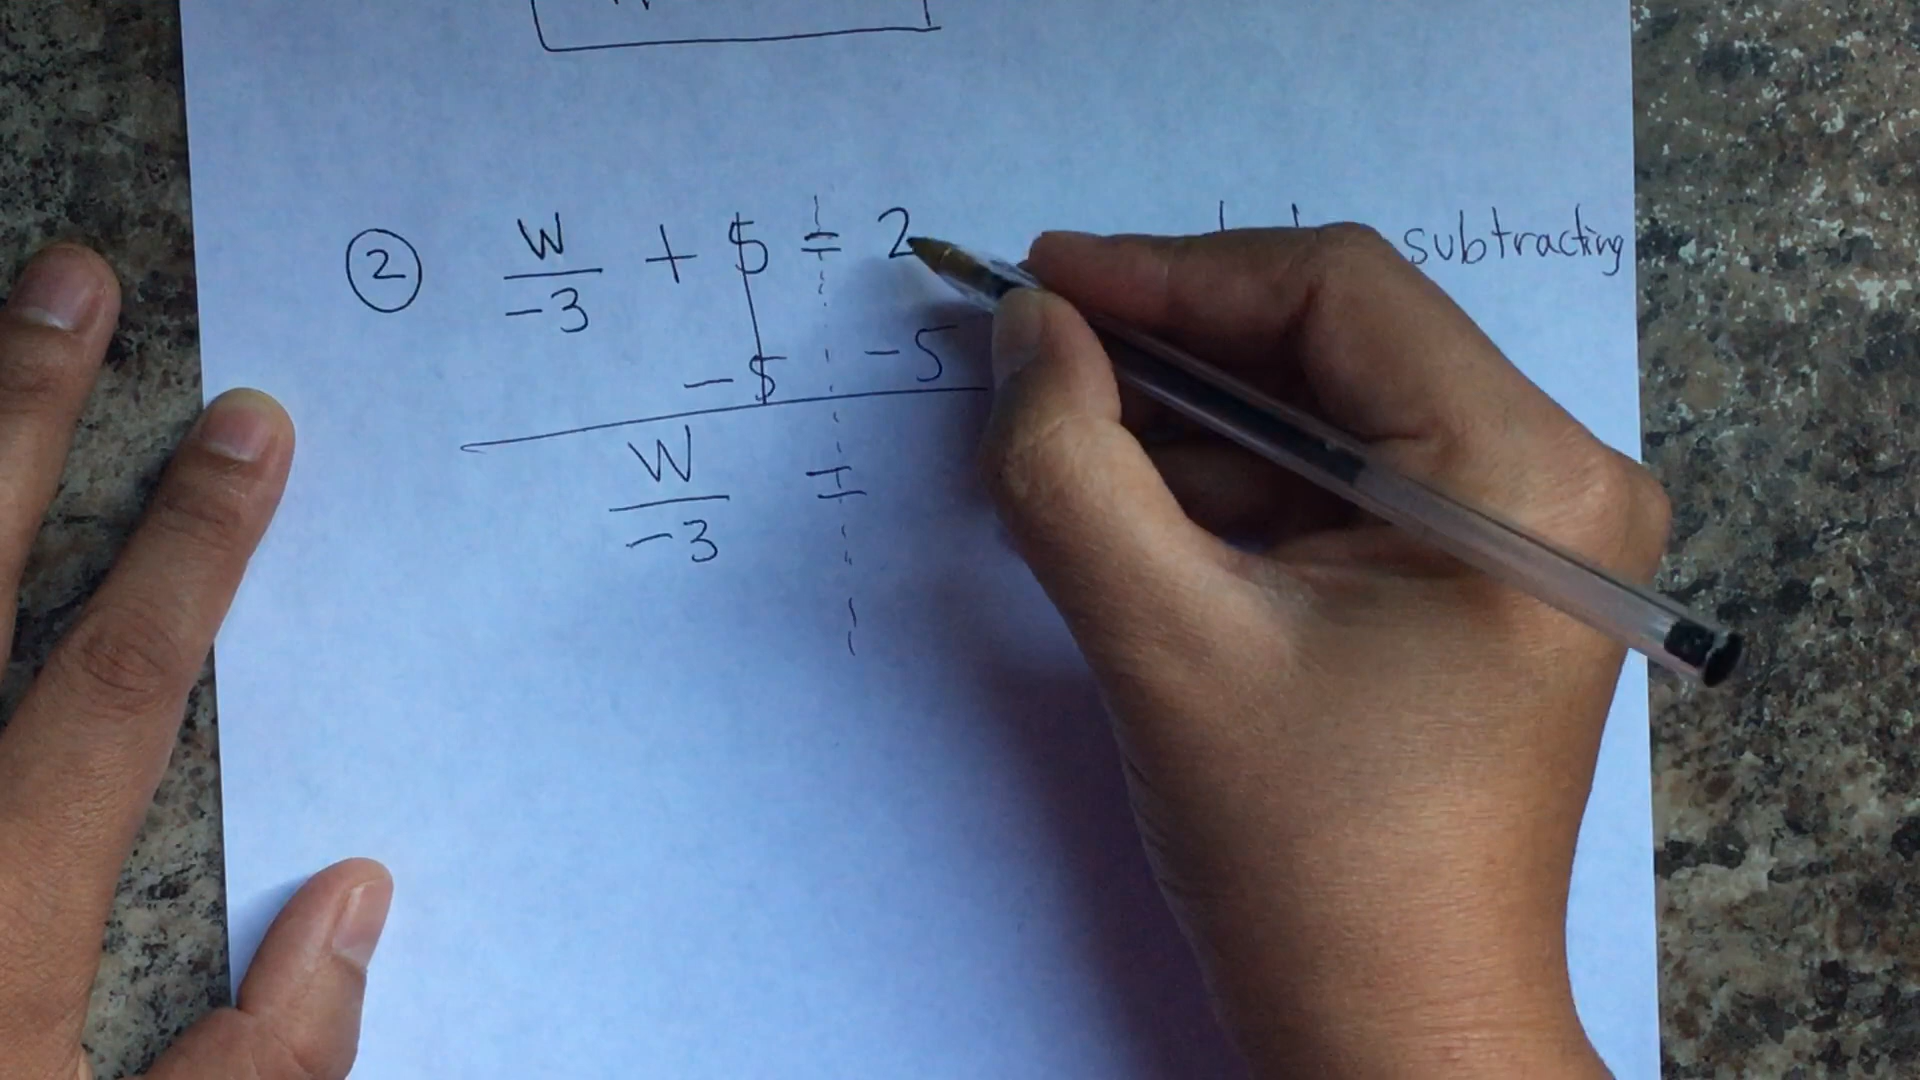 ② W/-3 + 5 = 2 subtracting
-5 -5
W/-3 =